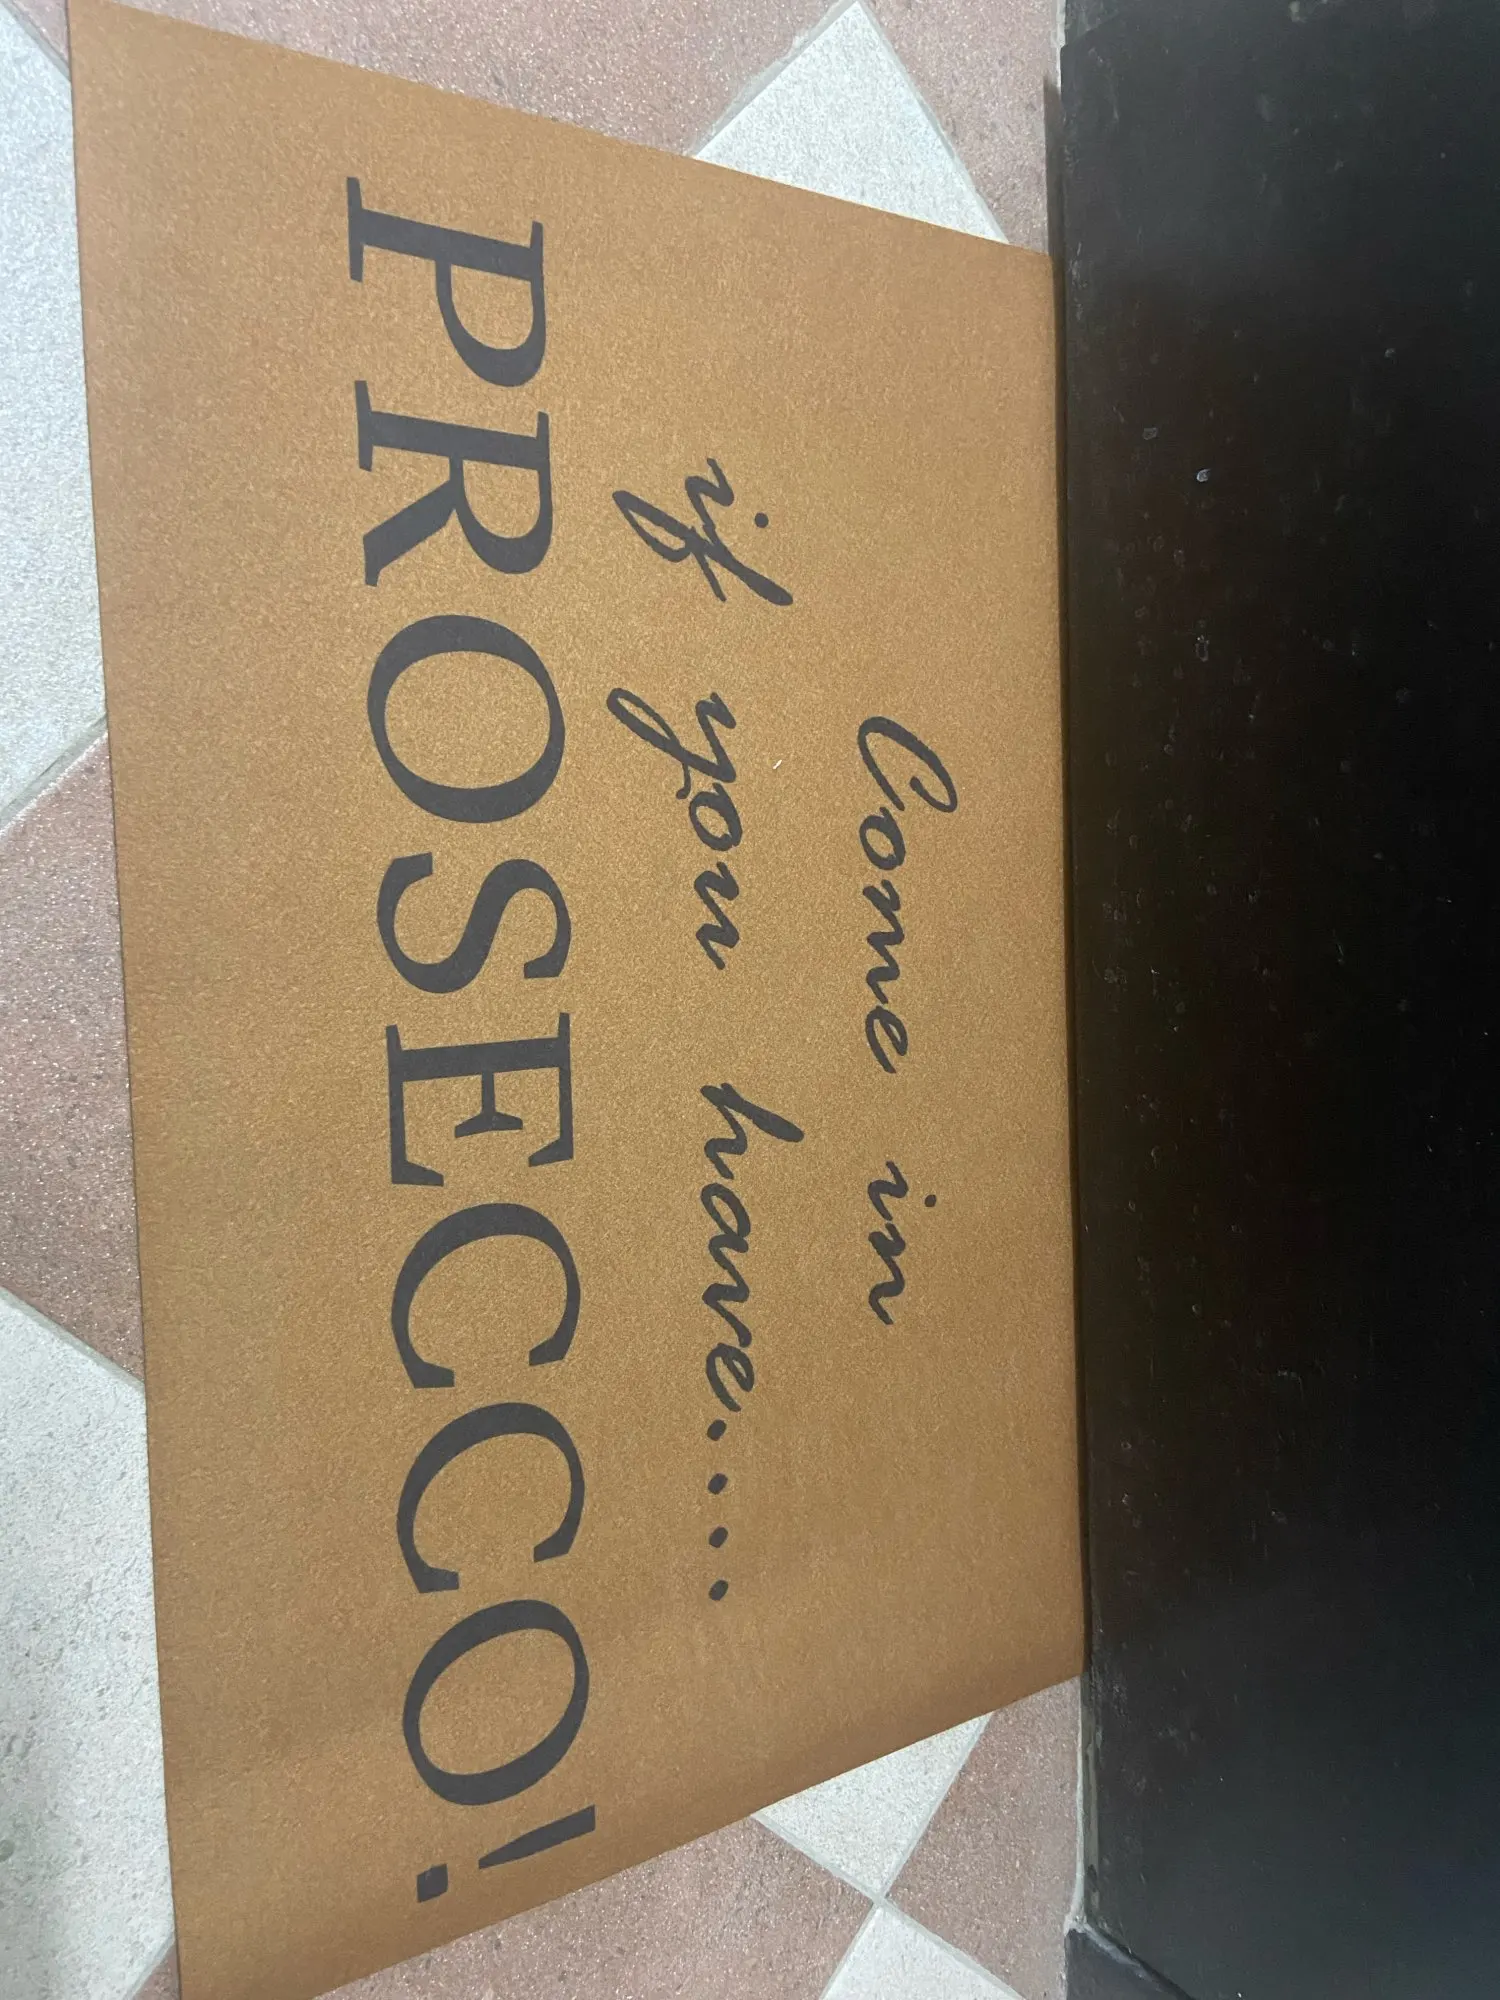 Come in
if you have....
PROSECCO!